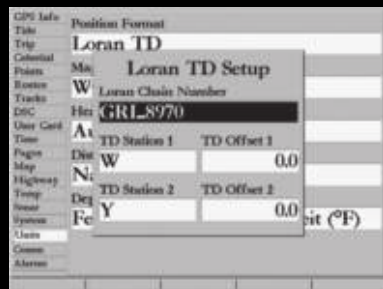 GPS Info
Tide
Trip
Celestial
Points
Routes
Tracks
DSC
User Card
Time
Pages
Map
Highway
Temp
Sonar
System
Units
Comm
Alarms
Position Format
Loran TD
Loran TD Setup
Loran Chain Number
GRI_8970
TD Station 1 TD Offset 1
W 0.0
TD Station 2 TD Offset 2
Y 0.0
Ma
W
He
Au
Dis
Na
Dep
Fe
eit (°F)